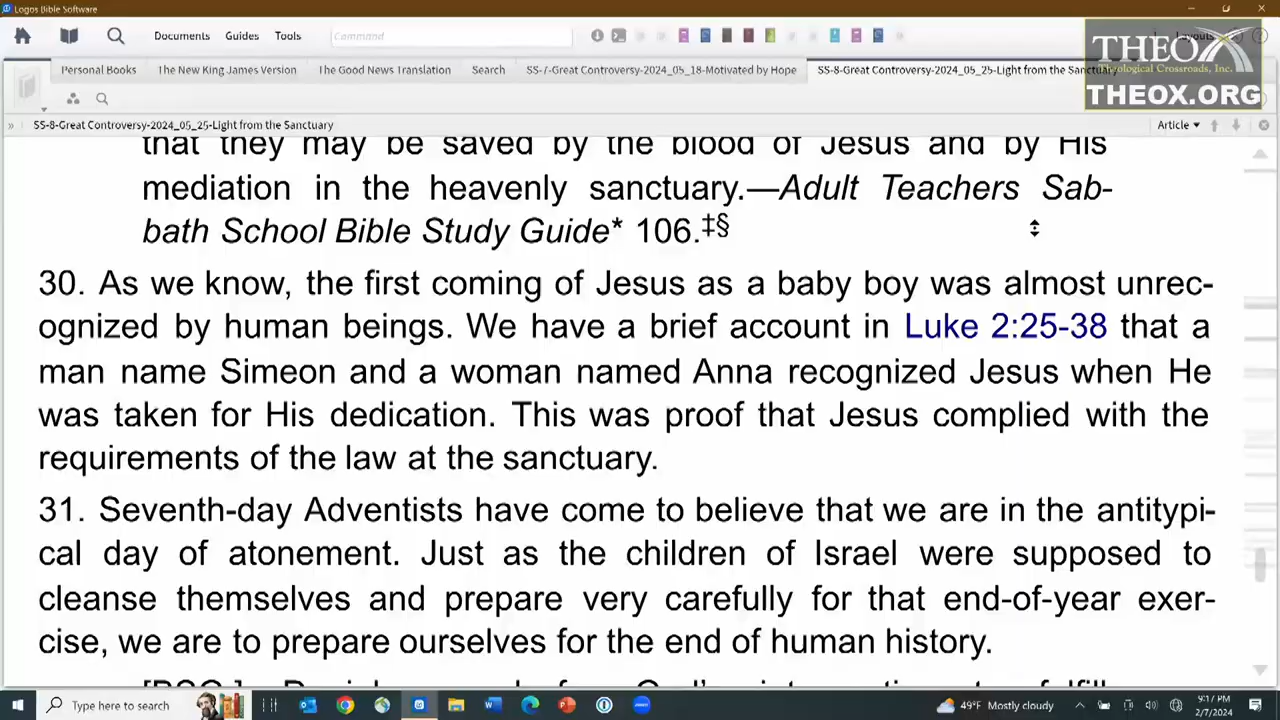 Logos Bible Software
Documents Guides Tools Command Layouts
THEOX
Theological Crossroads, Inc.
THEOX.ORG
Personal Books The New King James Version The Good New SS-7-Great Controversy-2024_05_18-Motivated by Hope SS-8-Great Controversy-2024_05_25-Light from the Sanctuary
» SS-8-Great Controversy-2024_05_25-Light from the Sanctuary Article
that they may be saved by the blood of Jesus and by His
mediation in the heavenly sanctuary.—Adult Teachers Sab-
bath School Bible Study Guide* 106.‡§
30. As we know, the first coming of Jesus as a baby boy was almost unrec-
ognized by human beings. We have a brief account in Luke 2:25-38 that a
man name Simeon and a woman named Anna recognized Jesus when He
was taken for His dedication. This was proof that Jesus complied with the
requirements of the law at the sanctuary.
31. Seventh-day Adventists have come to believe that we are in the antitypi-
cal day of atonement. Just as the children of Israel were supposed to
cleanse themselves and prepare very carefully for that end-of-year exer-
cise, we are to prepare ourselves for the end of human history.
Type here to search 49°F Mostly cloudy 9:17 PM
2/7/2024